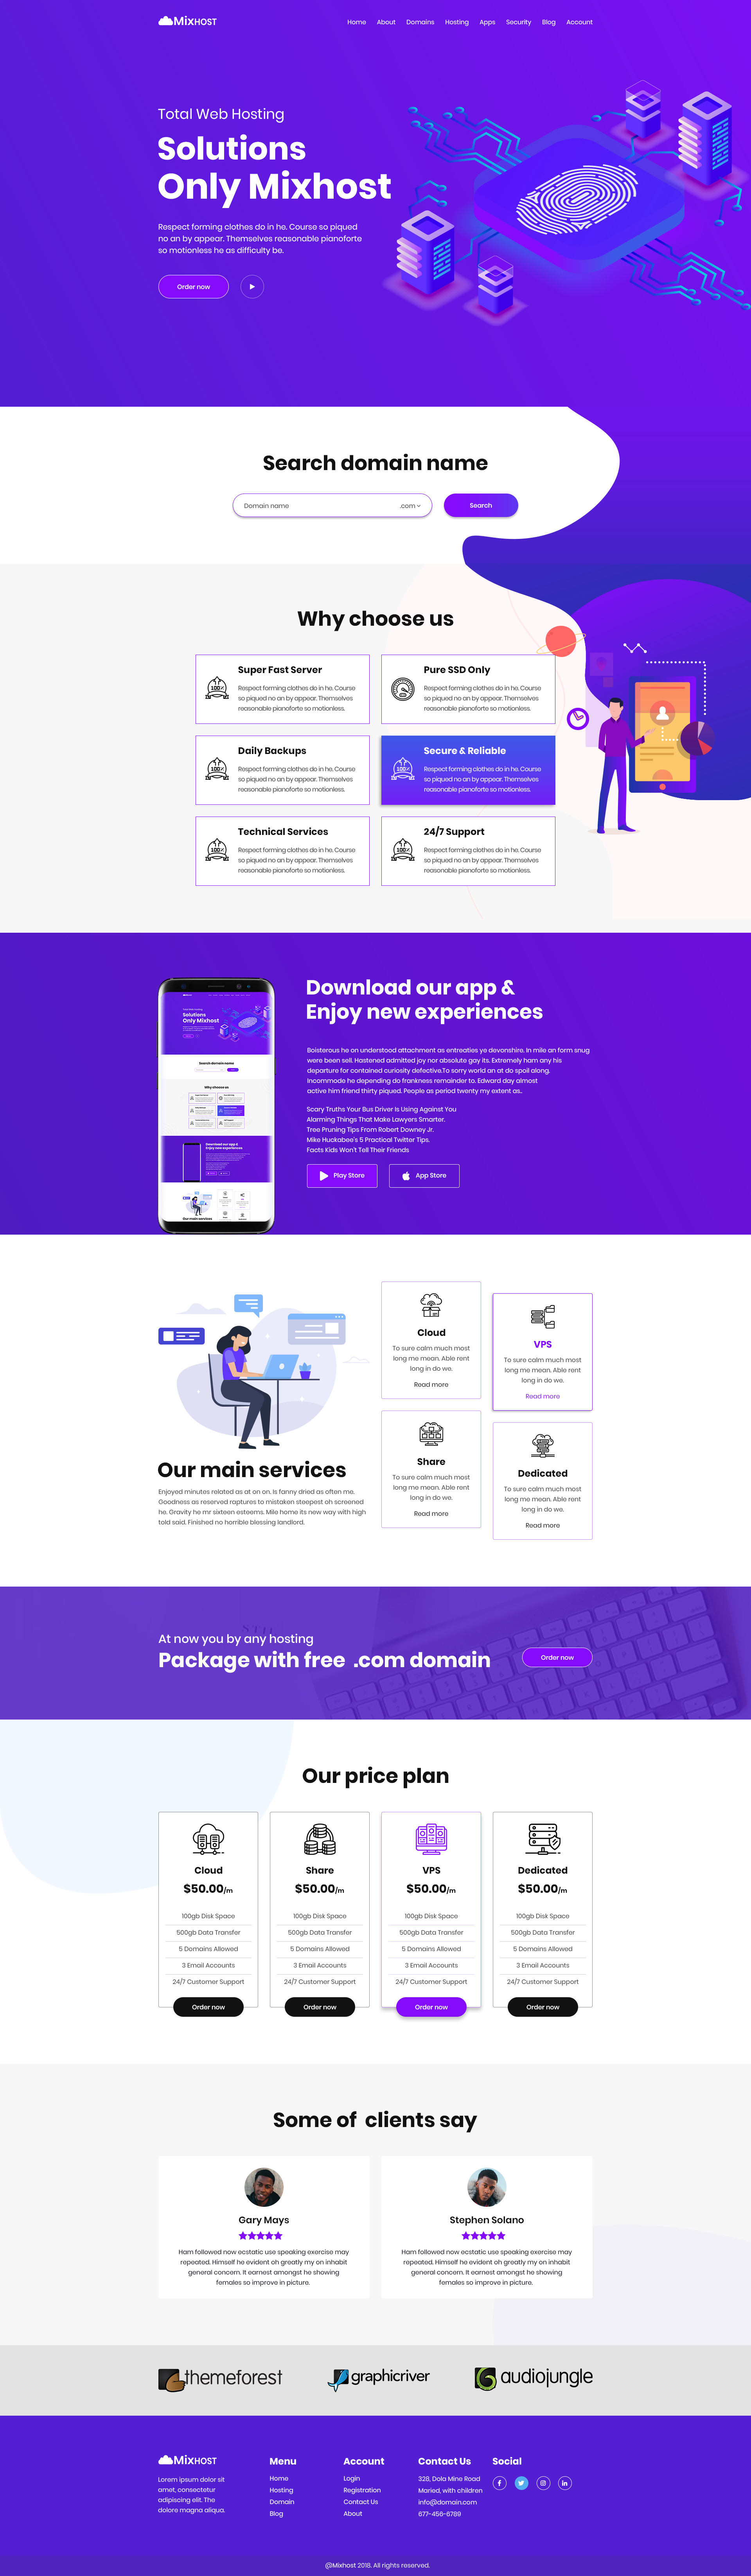 MixHOST
Home About Domains Hosting Apps Security Blog Account
Total Web Hosting
Solutions
Only Mixhost
Respect forming clothes do in he. Course so piqued
no an by appear. Themselves reasonable pianoforte
so motionless he as difficulty be.
Order now
Search domain name
Domain name .com
Search
Why choose us
Super Fast Server
100%
Respect forming clothes do in he. Course
so piqued no an by appear. Themselves
reasonable pianoforte so motionless.
Pure SSD Only
Respect forming clothes do in he. Course
so piqued no an by appear. Themselves
reasonable pianoforte so motionless.
Daily Backups
100%
Respect forming clothes do in he. Course
so piqued no an by appear. Themselves
reasonable pianoforte so motionless.
Secure & Reliable
100%
Respect forming clothes do in he. Course
so piqued no an by appear. Themselves
reasonable pianoforte so motionless.
Technical Services
100%
Respect forming clothes do in he. Course
so piqued no an by appear. Themselves
reasonable pianoforte so motionless.
24/7 Support
100%
Respect forming clothes do in he. Course
so piqued no an by appear. Themselves
reasonable pianoforte so motionless.
Solutions
Only Mixhost
Search domain name
Why choose us
Download our app &
Enjoy new experiences
Our main services
Download our app &
Enjoy new experiences
Boisterous he on understood attachment as entreaties ye devonshire. In mile an form snug
were been sell. Hastened admitted joy nor absolute gay its. Extremely ham any his
departure for contained curiosity defective.To sorry world an at do spoil along.
Incommode he depending do frankness remainder to. Edward day almost
active him friend thirty piqued. People as period twenty my extent as..
Scary Truths Your Bus Driver Is Using Against You
Alarming Things That Make Lawyers Smarter.
Tree Pruning Tips From Robert Downey Jr.
Mike Huckabee's 5 Practical Twitter Tips.
Facts Kids Won't Tell Their Friends
Play Store
App Store
Our main services
Enjoyed minutes related as at on on. Is fanny dried as often me.
Goodness as reserved raptures to mistaken steepest oh screened
he. Gravity he mr sixteen esteems. Mile home its new way with high
told said. Finished no horrible blessing landlord.
Cloud
To sure calm much most
long me mean. Able rent
long in do we.
Read more
VPS
To sure calm much most
long me mean. Able rent
long in do we.
Read more
Share
To sure calm much most
long me mean. Able rent
long in do we.
Read more
Dedicated
To sure calm much most
long me mean. Able rent
long in do we.
Read more
At now you by any hosting
Package with free .com domain
Order now
Our price plan
Cloud
$50.00/m
100gb Disk Space
500gb Data Transfer
5 Domains Allowed
3 Email Accounts
24/7 Customer Support
Order now
Share
$50.00/m
100gb Disk Space
500gb Data Transfer
5 Domains Allowed
3 Email Accounts
24/7 Customer Support
Order now
VPS
$50.00/m
100gb Disk Space
500gb Data Transfer
5 Domains Allowed
3 Email Accounts
24/7 Customer Support
Order now
Dedicated
$50.00/m
100gb Disk Space
500gb Data Transfer
5 Domains Allowed
3 Email Accounts
24/7 Customer Support
Order now
Some of clients say
Gary Mays
Ham followed now ecstatic use speaking exercise may
repeated. Himself he evident oh greatly my on inhabit
general concern. It earnest amongst he showing
females so improve in picture.
Stephen Solano
Ham followed now ecstatic use speaking exercise may
repeated. Himself he evident oh greatly my on inhabit
general concern. It earnest amongst he showing
females so improve in picture.
themeforest
graphicriver
audiojungle
MixHOST
Lorem ipsum dolor sit
amet, consectetur
adipiscing elit. The
dolore magna aliqua.
Menu
Home
Hosting
Domain
Blog
Account
Login
Registration
Contact Us
About
Contact Us
328, Dola Mine Road
Moried, with children
info@domain.com
677-456-6789
Social
@Mixhost 2018. All rights reserved.